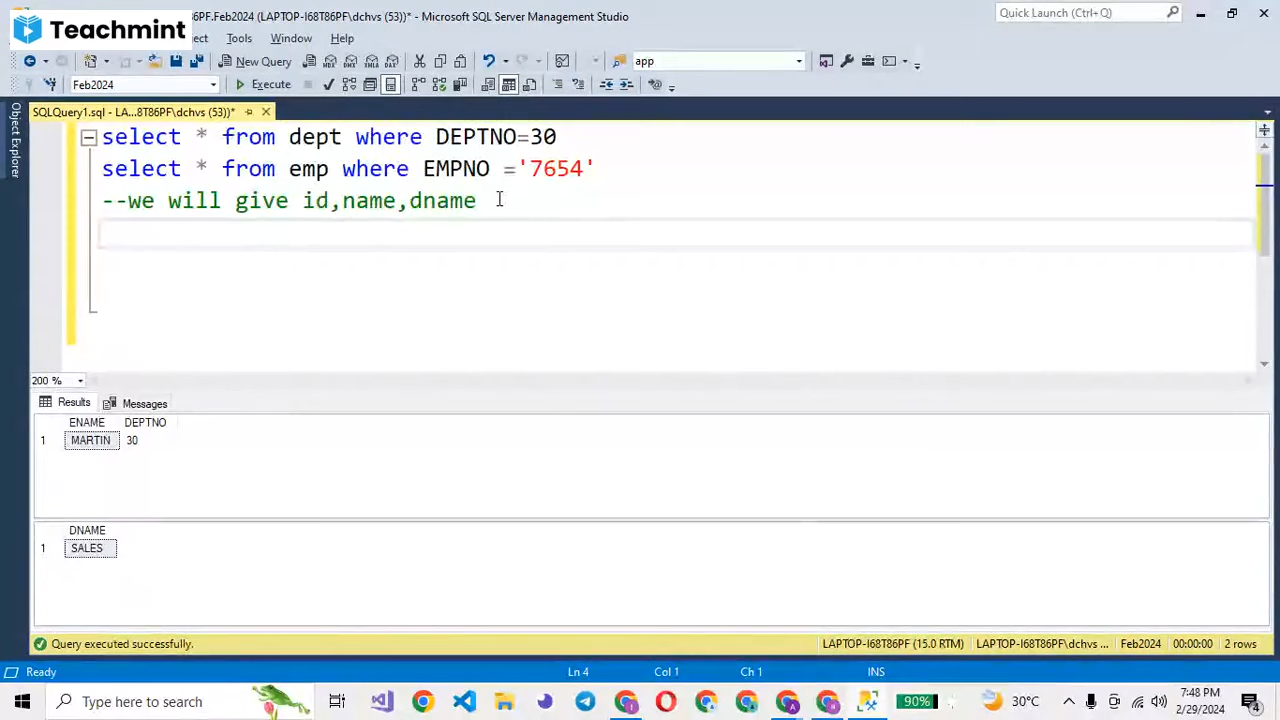 86PF.Feb2024 (LAPTOP-I68T86PF\dchvs (53))* - Microsoft SQL Server Management Studio
Quick Launch (Ctrl+Q)
Teachmint
Tools Window Help
New Query
app
Feb2024
Execute
SQLQuery1.sql - LA...8T86PF\dchvs (53))*
Object Explorer
select * from dept where DEPTNO=30
select * from emp where EMPNO ='7654'
--we will give id,name,dname
200 %
Results
Messages
ENAME DEPTNO
1 MARTIN 30
DNAME
1 SALES
Query executed successfully.
LAPTOP-I68T86PF (15.0 RTM)
LAPTOP-I68T86PF\dchvs ...
Feb2024
00:00:00
2 rows
Ready
Ln 4
Col 1
Ch 1
INS
Type here to search
90%
30°C
7:48 PM
2/29/2024
4